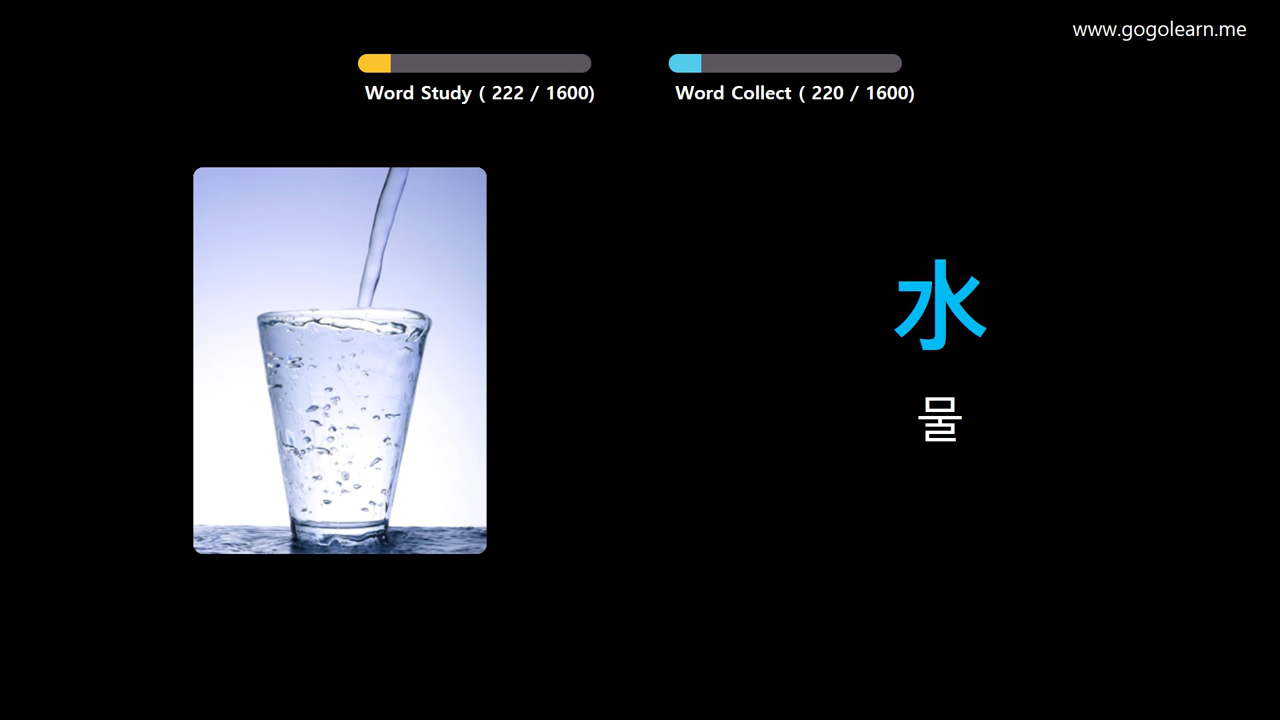 www.gogolearn.me
Word Study ( 222 / 1600)
Word Collect ( 220 / 1600)
水
물